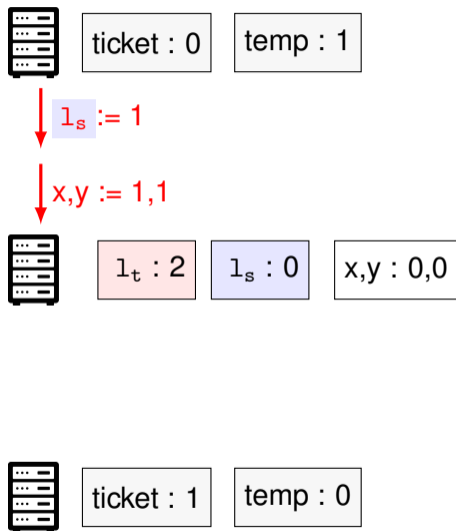 ticket : 0 temp : 1
lₛ := 1
x,y := 1,1
lₜ : 2 lₛ : 0 x,y : 0,0
ticket : 1 temp : 0